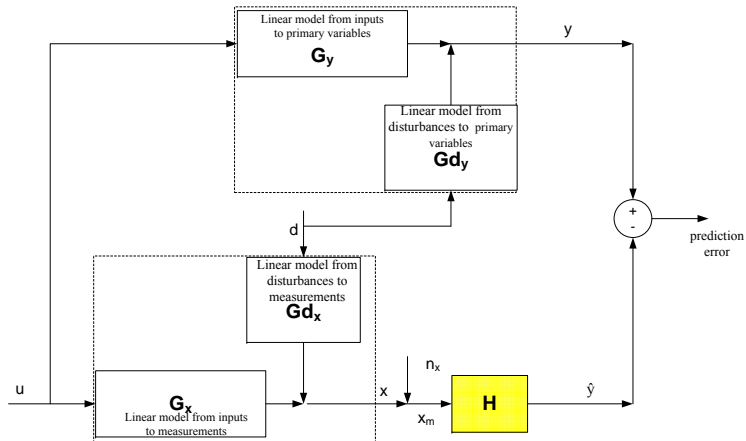 Linear model from inputs
to primary variables
Gy
y
Linear model from
disturbances to primary
variables
Gdy
+
-
prediction
error
d
Linear model from
disturbances to
measurements
Gdx
u
Gx
Linear model from inputs
to measurements
x
nx
xm
H
ŷ